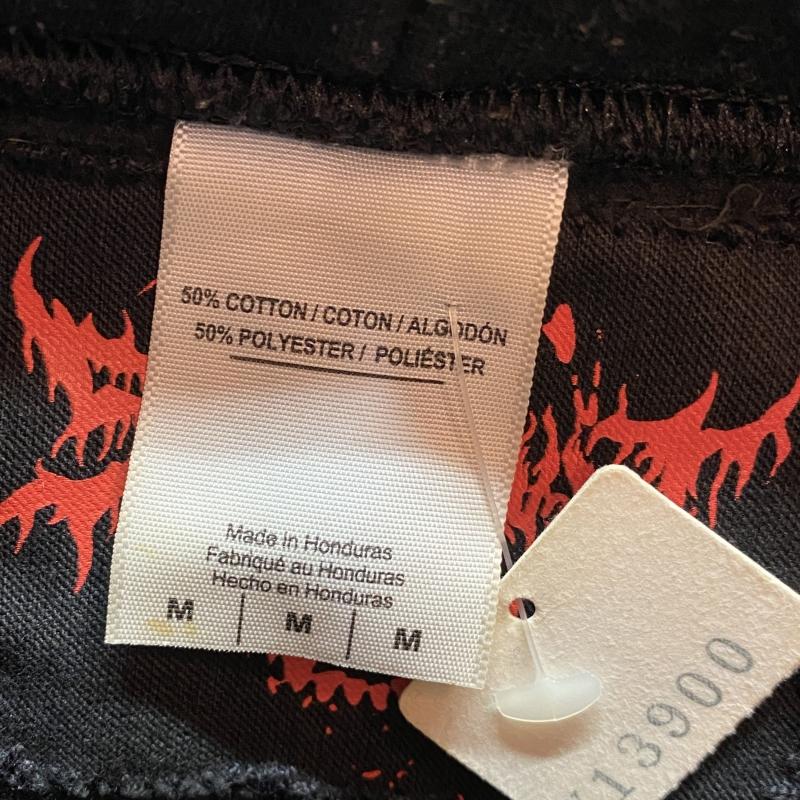 50% COTTON / COTON / ALGODÓN
50% POLYESTER / POLIÉSTER
Made in Honduras
Fabriqué au Honduras
Hecho en Honduras
M | M | M
13900